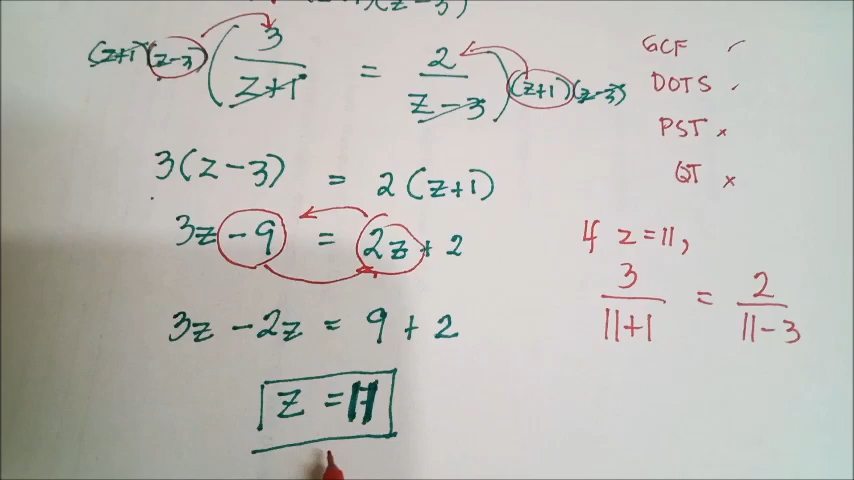 (z+1)(z-3) ( 3/(z+1) = 2/(z-3) ) (z+1)(z-3)
3(z-3) = 2(z+1)
3z -9 = 2z + 2
3z - 2z = 9 + 2
z = 11
GCF ✓
DOTS ✓
PST ×
QT ×
If z=11,
3/(11+1) = 2/(11-3)